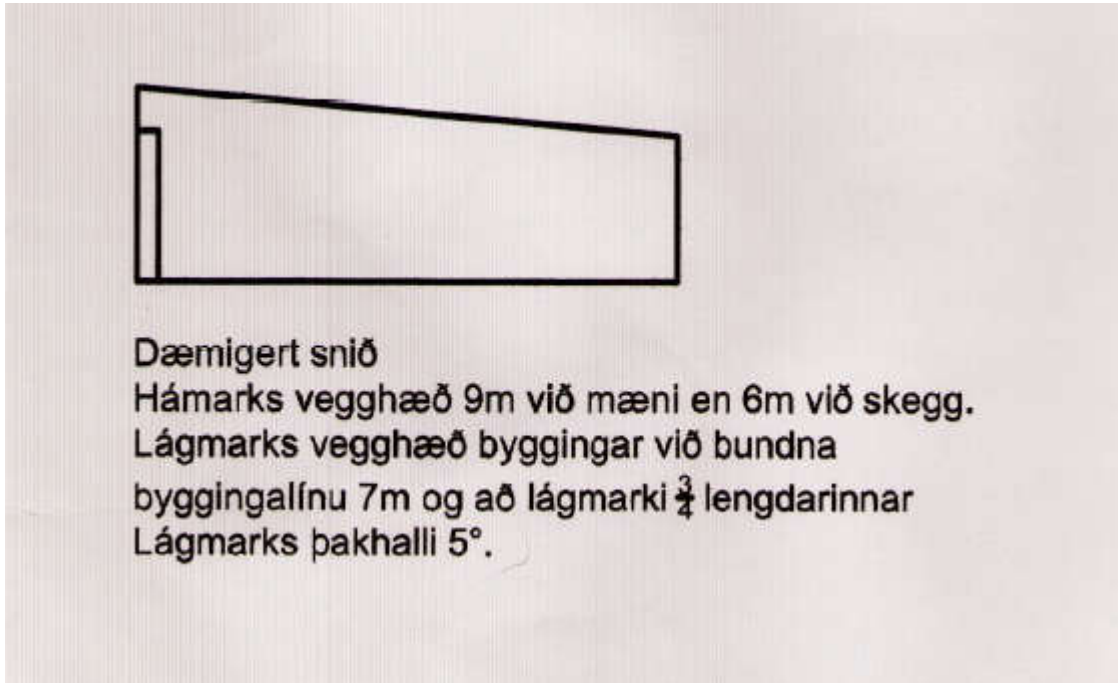 Dæmigert snið
Hámarks vegghæð 9m við mæni en 6m við skegg.
Lágmarks vegghæð byggingar við bundna
byggingalínu 7m og að lágmarki ¾ lengdarinnar
Lágmarks þakhalli 5°.